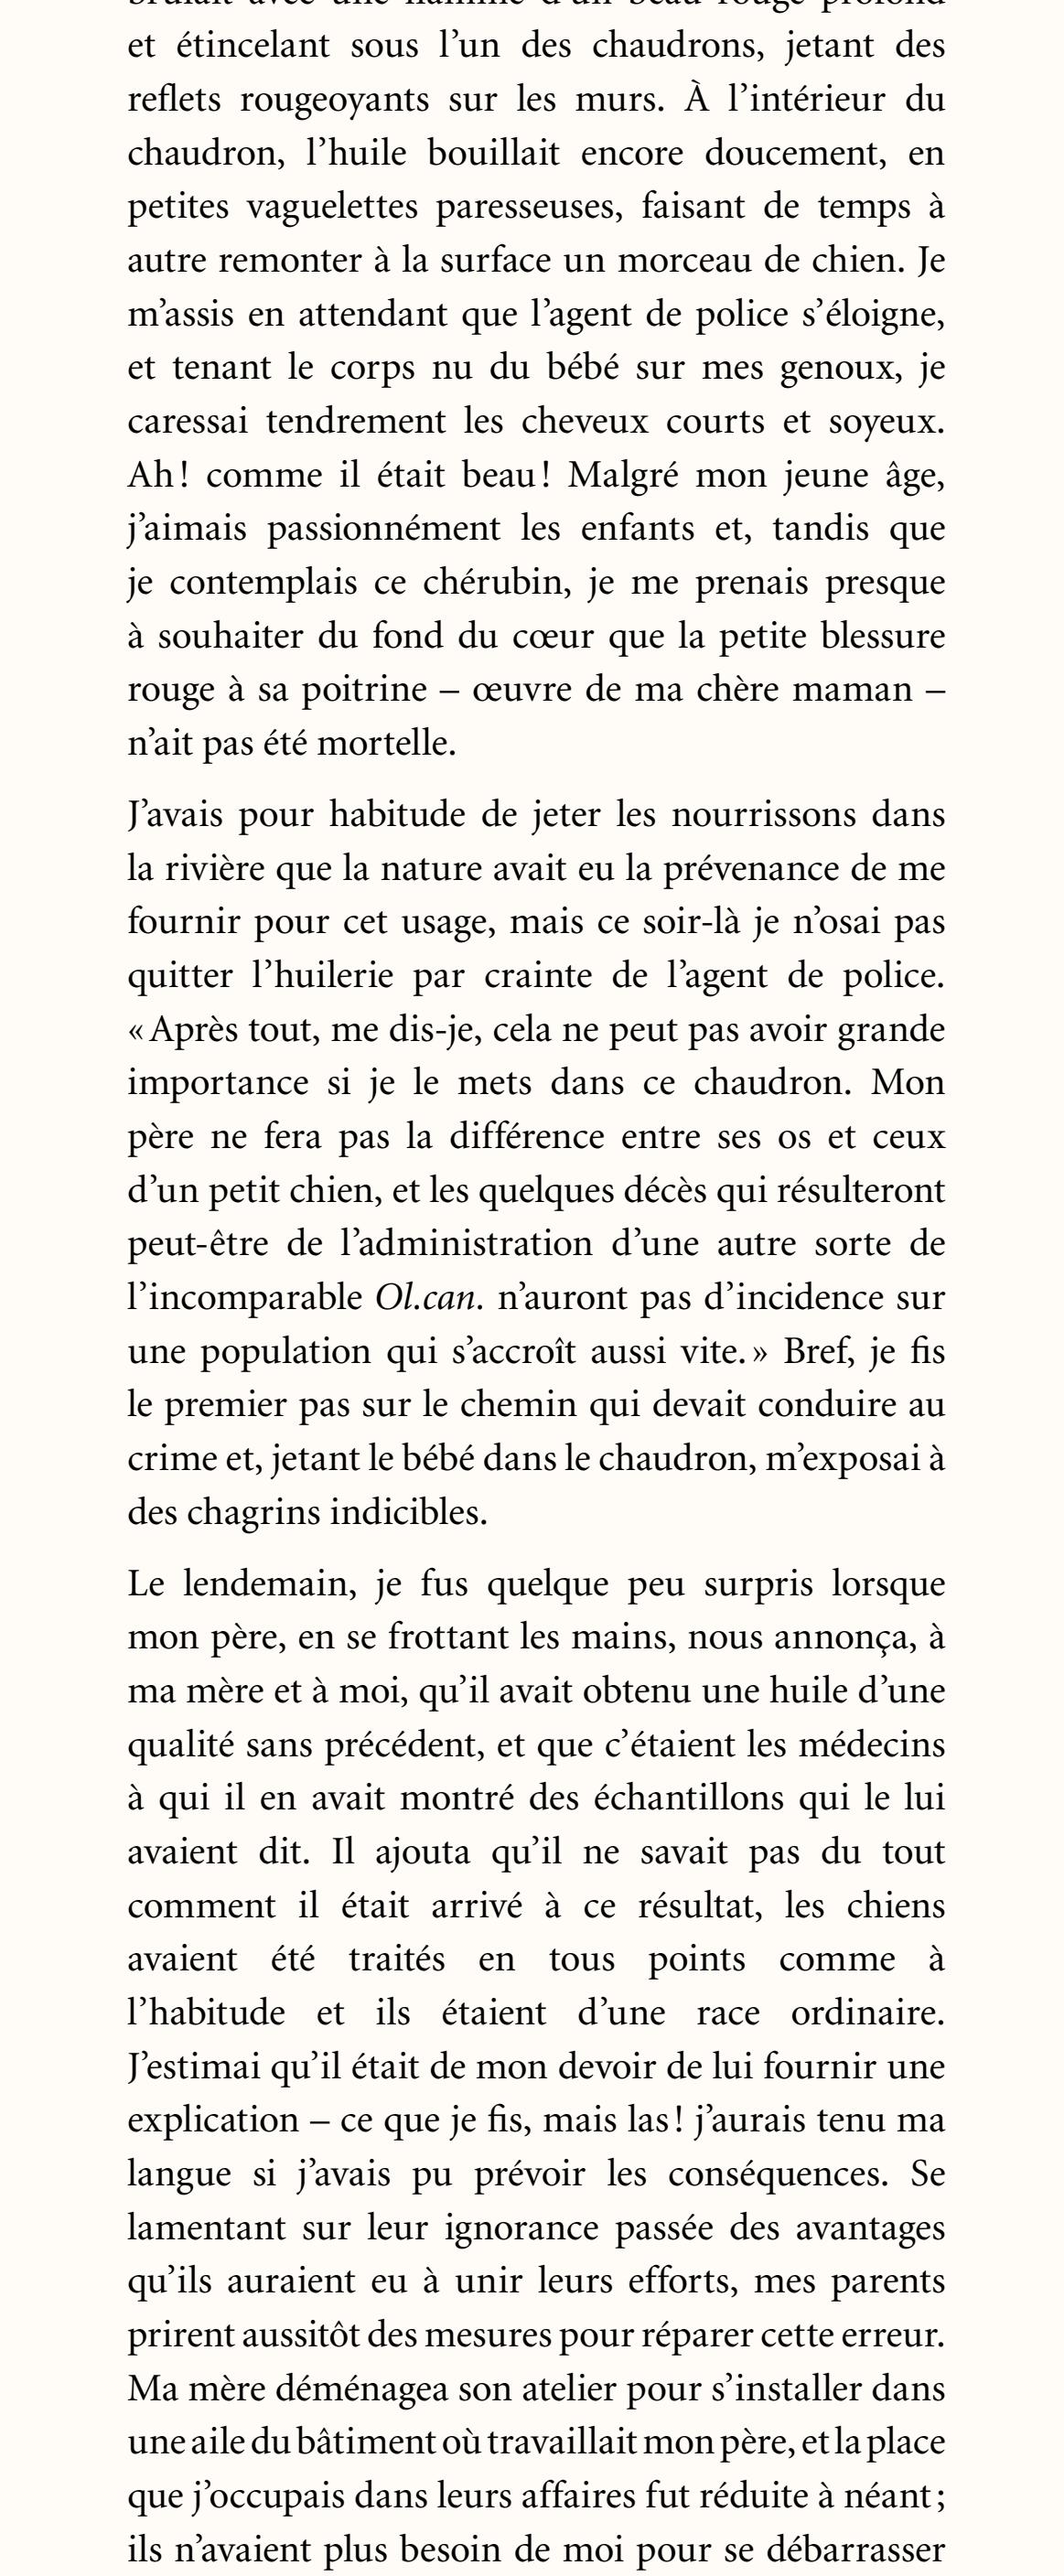 brûlait avec une flamme d’un beau rouge profond
et étincelant sous l’un des chaudrons, jetant des
reflets rougeoyants sur les murs. À l’intérieur du
chaudron, l’huile bouillait encore doucement, en
petites vaguelettes paresseuses, faisant de temps à
autre remonter à la surface un morceau de chien. Je
m’assis en attendant que l’agent de police s’éloigne,
et tenant le corps nu du bébé sur mes genoux, je
caressai tendrement les cheveux courts et soyeux.
Ah ! comme il était beau ! Malgré mon jeune âge,
j’aimais passionnément les enfants et, tandis que
je contemplais ce chérubin, je me prenais presque
à souhaiter du fond du cœur que la petite blessure
rouge à sa poitrine – œuvre de ma chère maman –
n’ait pas été mortelle.
J’avais pour habitude de jeter les nourrissons dans
la rivière que la nature avait eu la prévenance de me
fournir pour cet usage, mais ce soir-là je n’osai pas
quitter l’huilerie par crainte de l’agent de police.
« Après tout, me dis-je, cela ne peut pas avoir grande
importance si je le mets dans ce chaudron. Mon
père ne fera pas la différence entre ses os et ceux
d’un petit chien, et les quelques décès qui résulteront
peut-être de l’administration d’une autre sorte de
l’incomparable Ol.can. n’auront pas d’incidence sur
une population qui s’accroît aussi vite. » Bref, je fis
le premier pas sur le chemin qui devait conduire au
crime et, jetant le bébé dans le chaudron, m’exposai à
des chagrins indicibles.
Le lendemain, je fus quelque peu surpris lorsque
mon père, en se frottant les mains, nous annonça, à
ma mère et à moi, qu’il avait obtenu une huile d’une
qualité sans précédent, et que c’étaient les médecins
à qui il en avait montré des échantillons qui le lui
avaient dit. Il ajouta qu’il ne savait pas du tout
comment il était arrivé à ce résultat, les chiens
avaient été traités en tous points comme à
l’habitude et ils étaient d’une race ordinaire.
J’estimai qu’il était de mon devoir de lui fournir une
explication – ce que je fis, mais las ! j’aurais tenu ma
langue si j’avais pu prévoir les conséquences. Se
lamentant sur leur ignorance passée des avantages
qu’ils auraient eu à unir leurs efforts, mes parents
prirent aussitôt des mesures pour réparer cette erreur.
Ma mère déménagea son atelier pour s’installer dans
une aile du bâtiment où travaillait mon père, et la place
que j’occupais dans leurs affaires fut réduite à néant ;
ils n’avaient plus besoin de moi pour se débarrasser